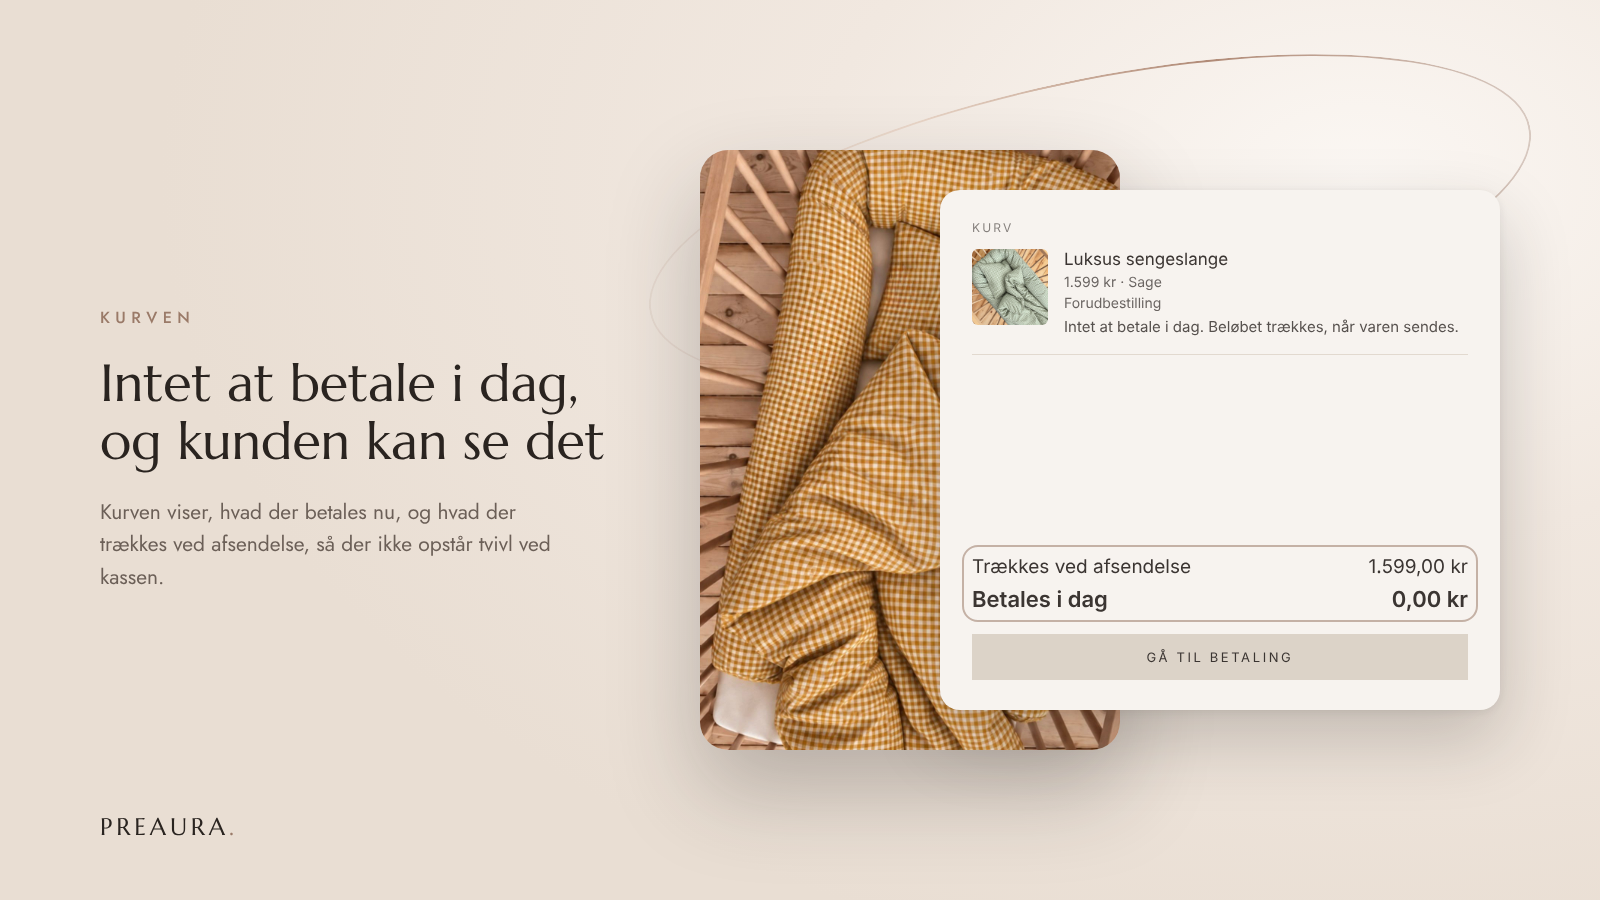 KURVEN
Intet at betale i dag,
og kunden kan se det
Kurven viser, hvad der betales nu, og hvad der
trækkes ved afsendelse, så der ikke opstår tvivl ved
kassen.
PREAURA.
KURV
Luksus sengeslange
1.599 kr · Sage
Forudbestilling
Intet at betale i dag. Beløbet trækkes, når varen sendes.
Trækkes ved afsendelse 1.599,00 kr
Betales i dag 0,00 kr
GÅ TIL BETALING